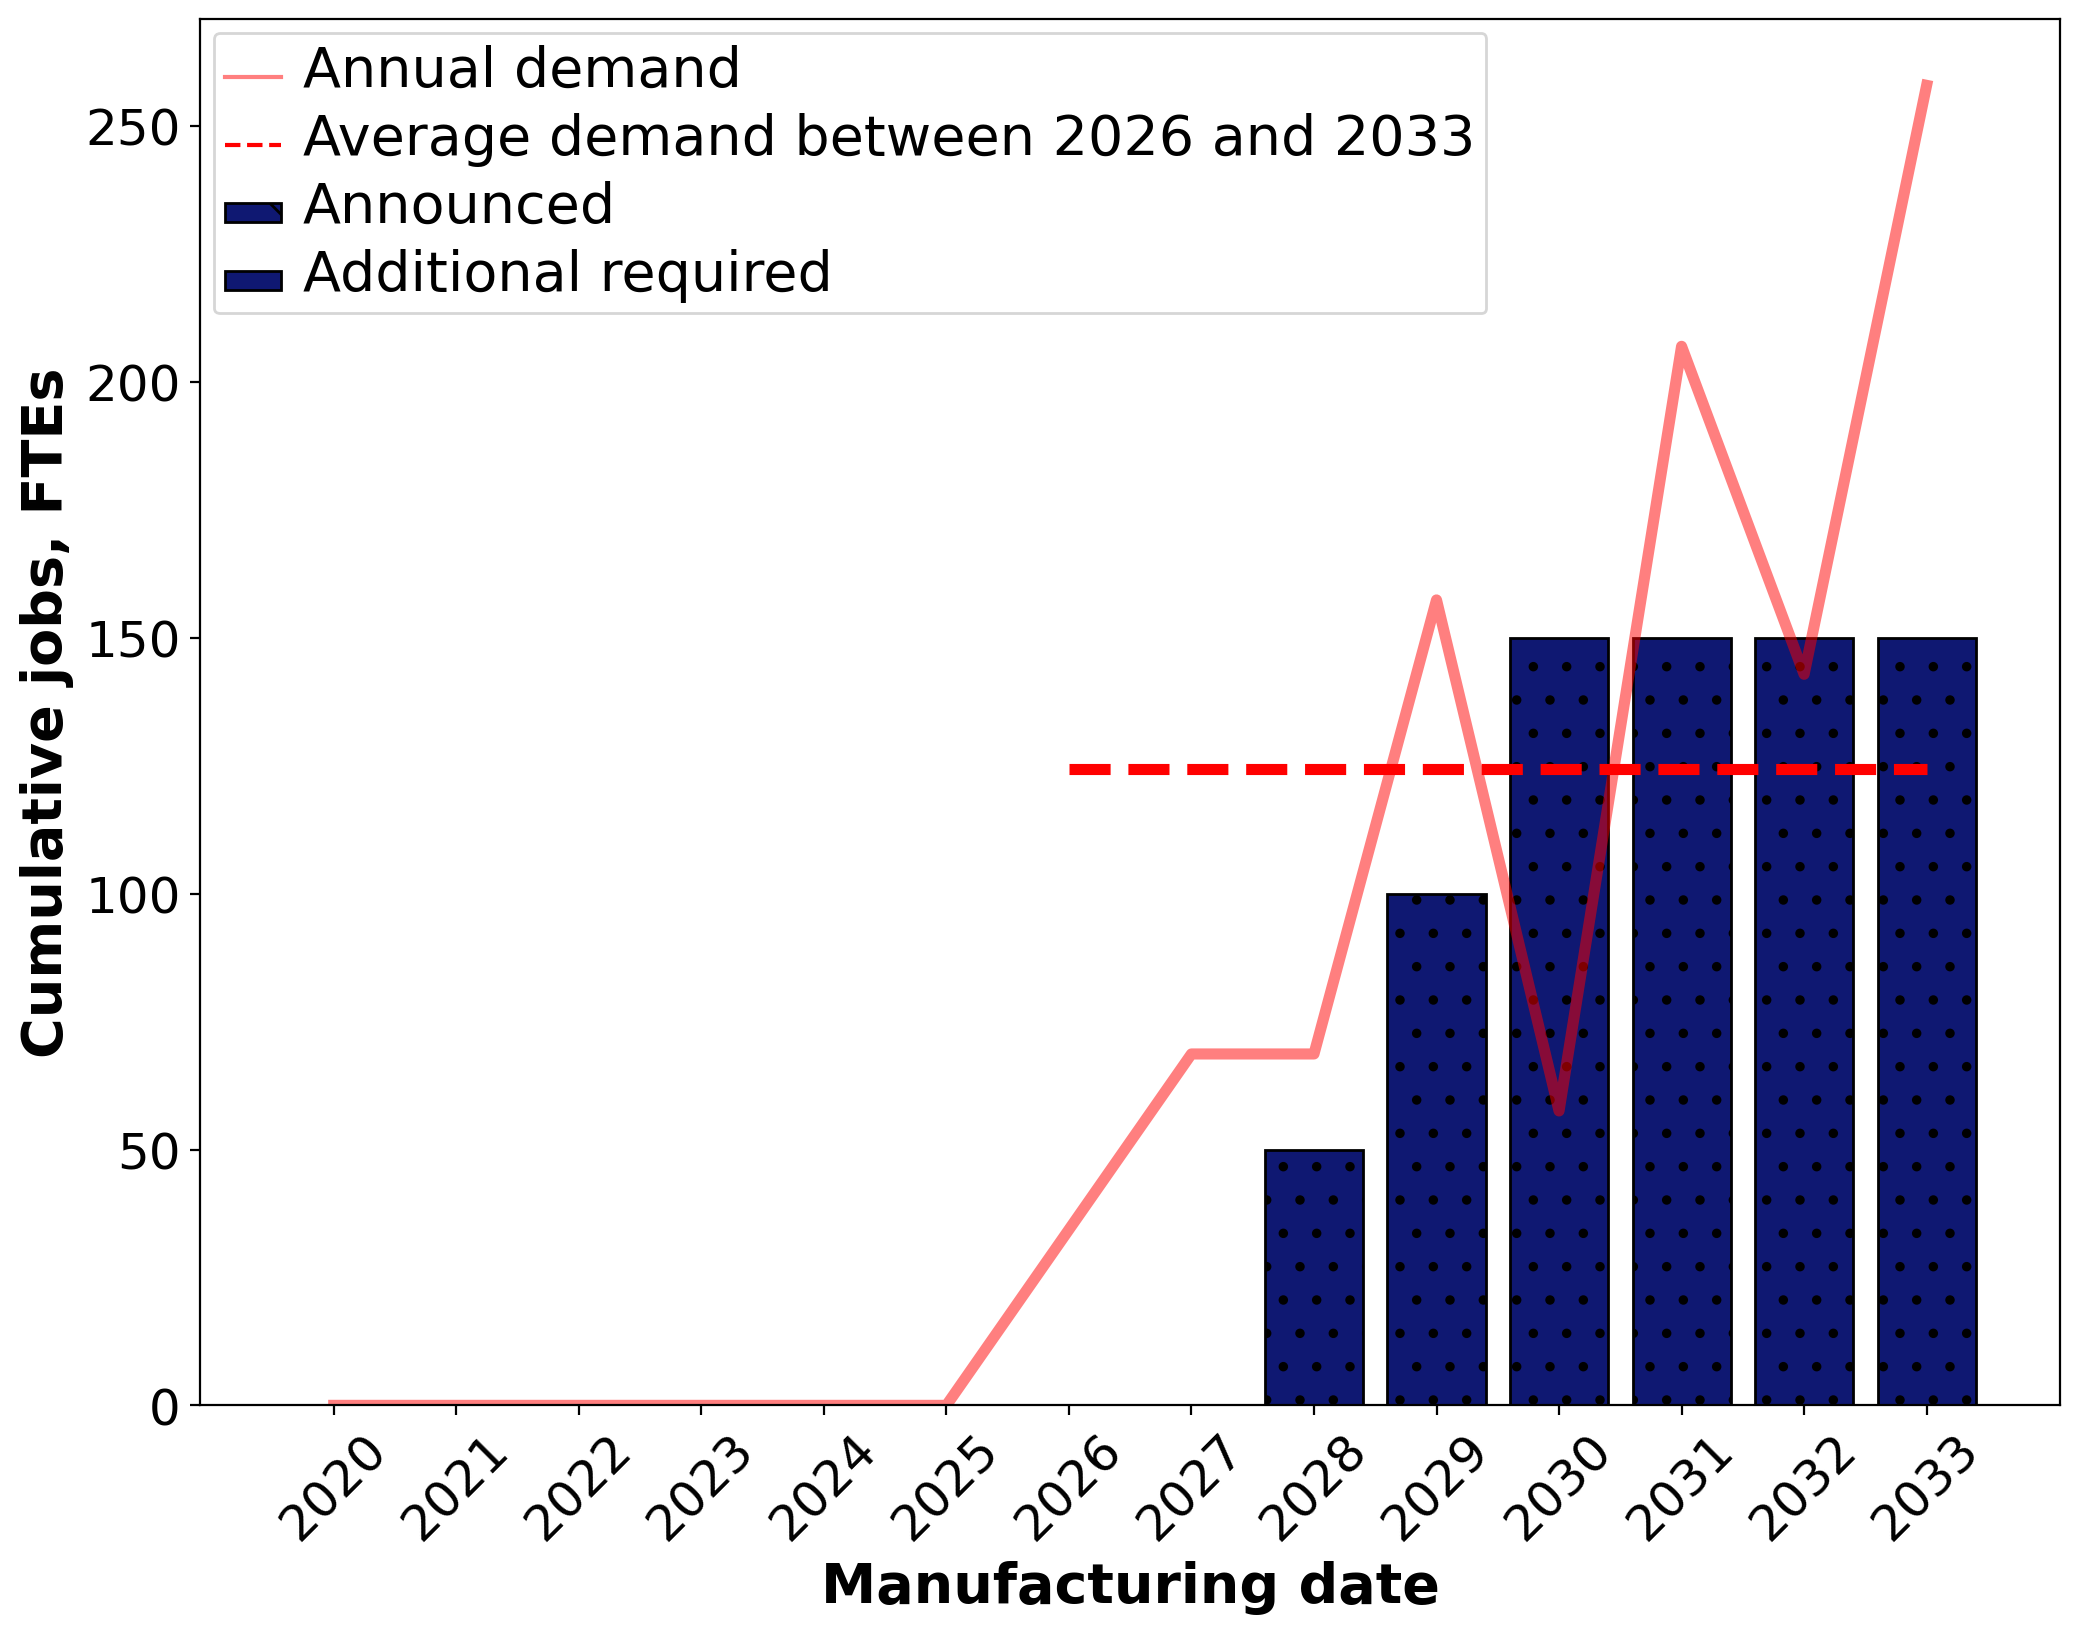 Annual demand
Average demand between 2026 and 2033
Announced
Additional required
Cumulative jobs, FTEs
250
200
150
100
50
0
2020 2021 2022 2023 2024 2025 2026 2027 2028 2029 2030 2031 2032 2033
Manufacturing date